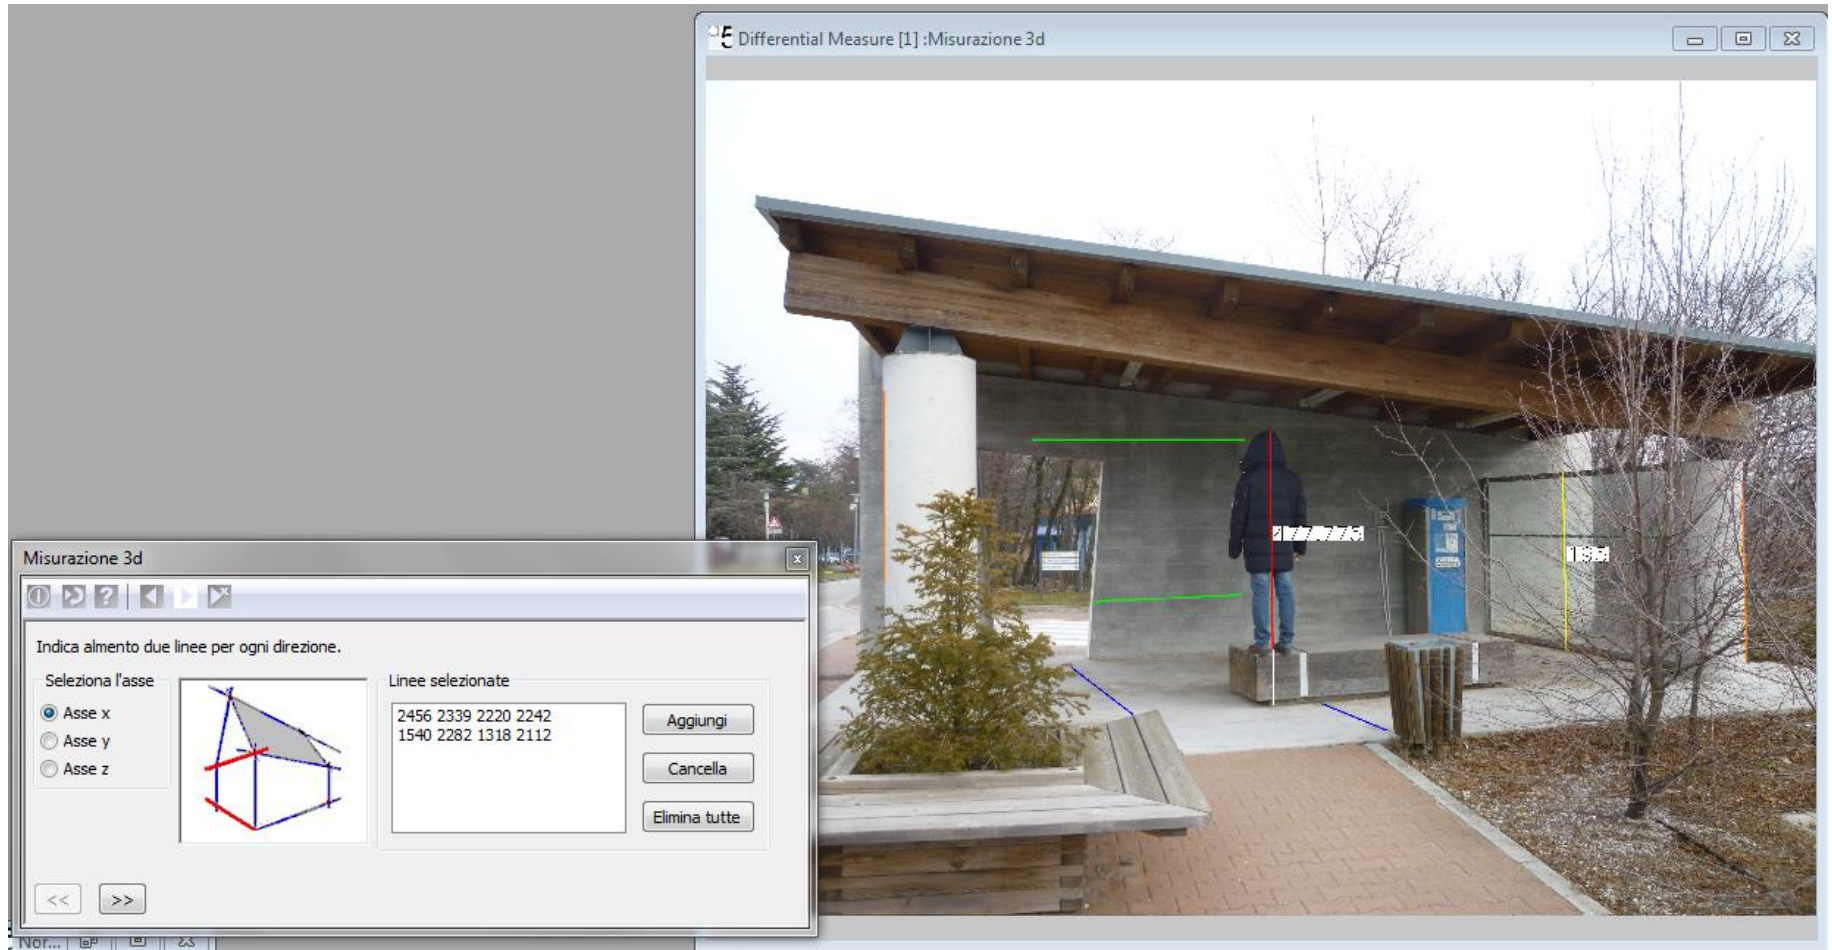 Differential Measure [1] :Misurazione 3d
Misurazione 3d
Indica almento due linee per ogni direzione.
Seleziona l'asse
Asse x
Asse y
Asse z
Linee selezionate
2456 2339 2220 2242
1540 2282 1318 2112
Aggiungi
Cancella
Elimina tutte
<< >>
Nor...